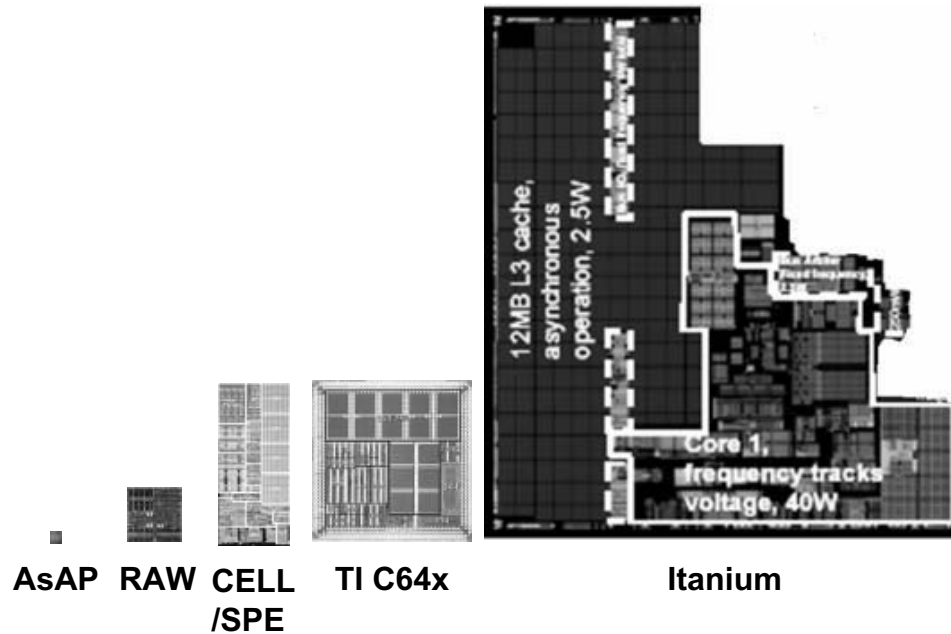 12MB L3 cache,
asynchronous
operation, 2.5W
Core 1,
frequency tracks
voltage, 40W
AsAP
RAW
CELL
/SPE
TI C64x
Itanium